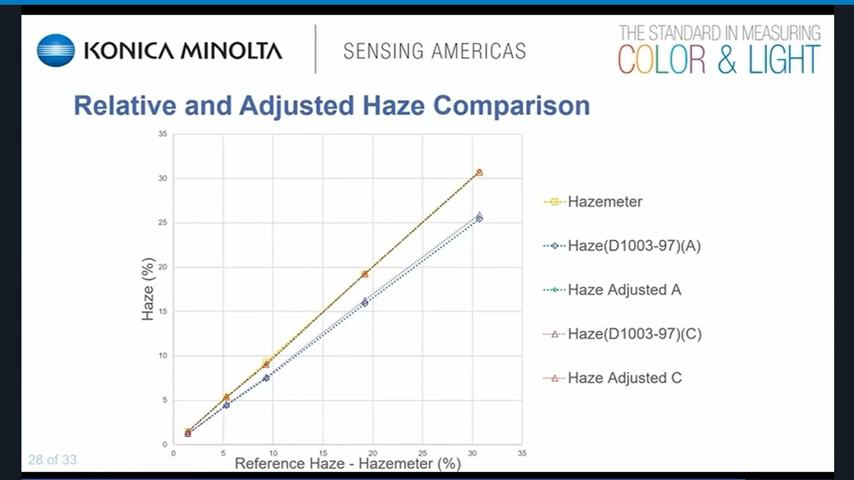 KONICA MINOLTA
SENSING AMERICAS
THE STANDARD IN MEASURING
COLOR & LIGHT
Relative and Adjusted Haze Comparison
35
30
25
20
15
10
5
0
Haze (%)
0 5 10 15 20 25 30 35
Reference Haze - Hazemeter (%)
Hazemeter
Haze(D1003-97)(A)
Haze Adjusted A
Haze(D1003-97)(C)
Haze Adjusted C
28 of 33